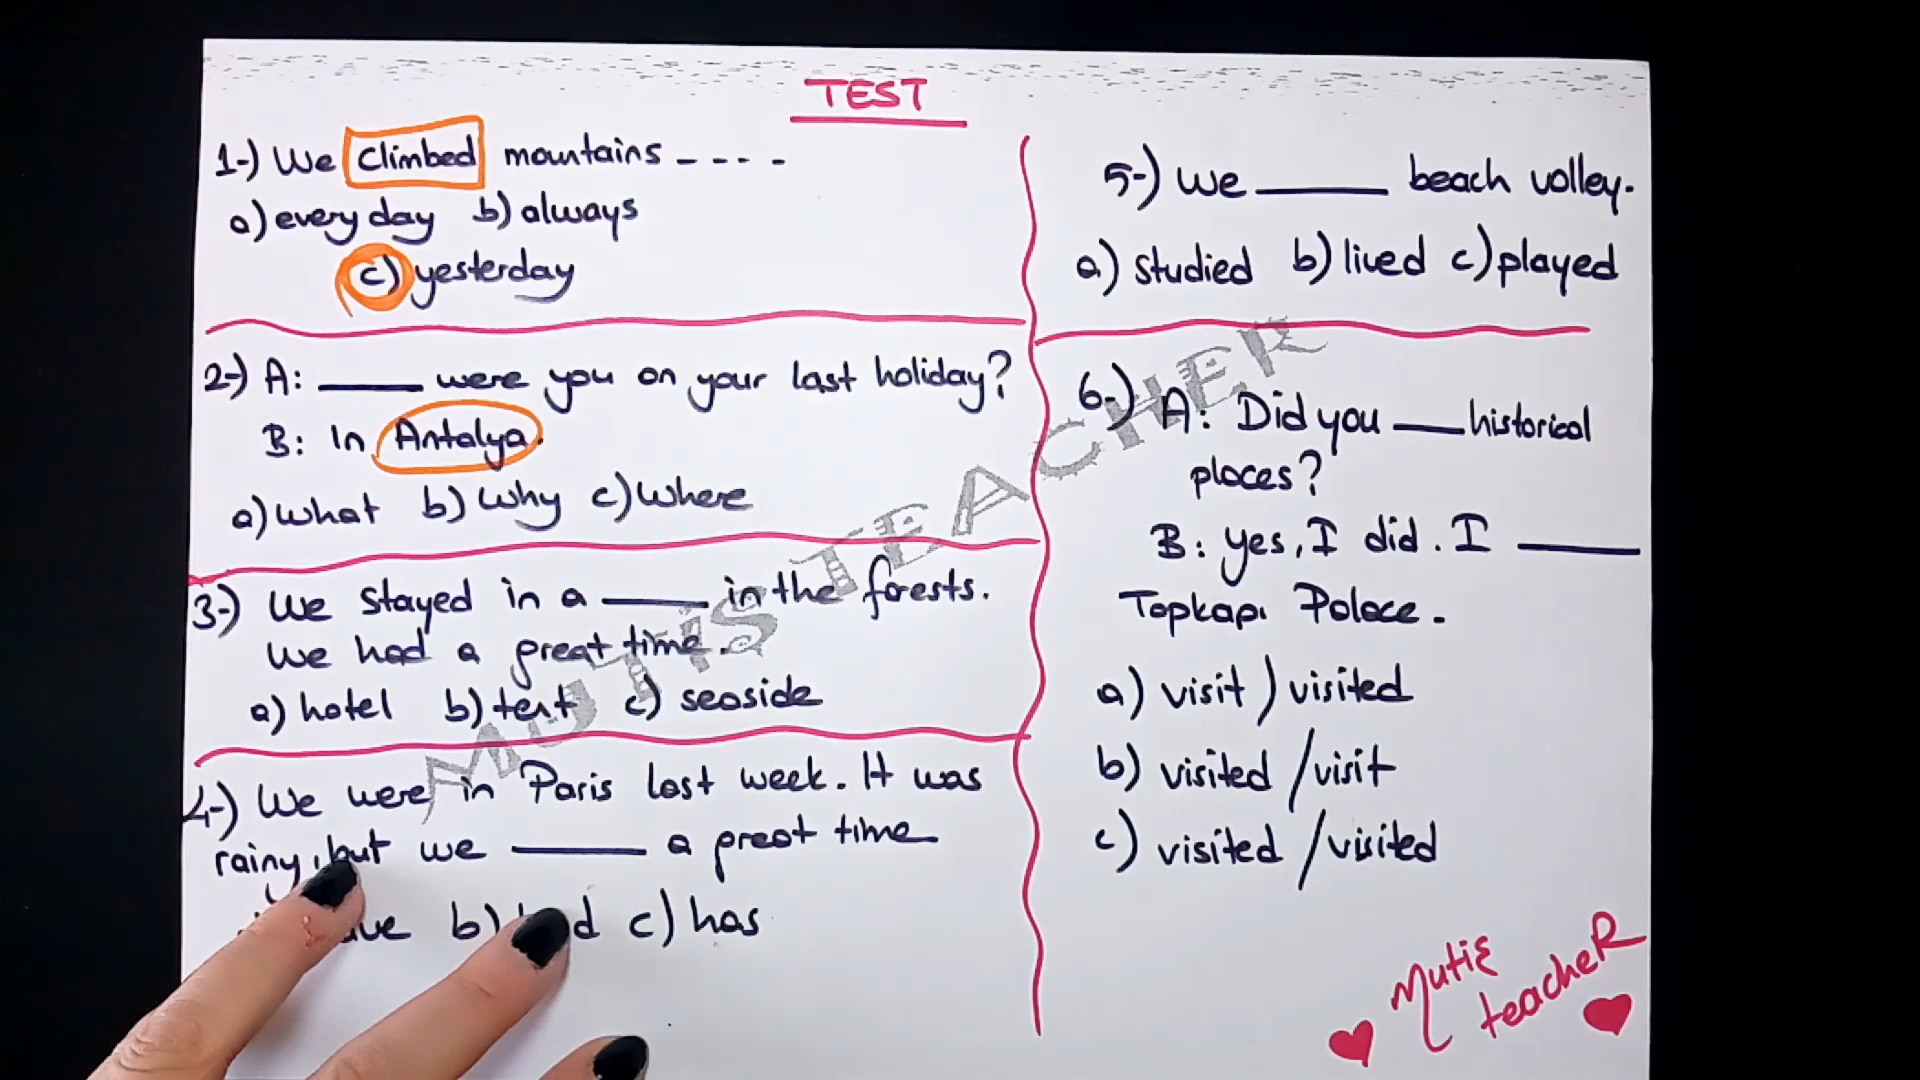 TEST
1-) We Climbed mountains - - - -
a) every day b) always
c) yesterday
2-) A: ____ were you on your last holiday?
B: In Antalya.
a) what b) Why c) Where
3-) We stayed in a ____ in the forests.
We had a great time.
a) hotel b) tent c) seaside
4-) We were in Paris last week. It was
rainy, but we ____ a great time
b) c) has
5-) We ____ beach volley.
a) studied b) lived c) played
6-) A: Did you ____ historical
places?
B: yes, I did. I ____
Topkapı Palace.
a) visit / visited
b) visited / visit
c) visited / visited
Mutiş
teacheR
MUTİŞ TEACHER